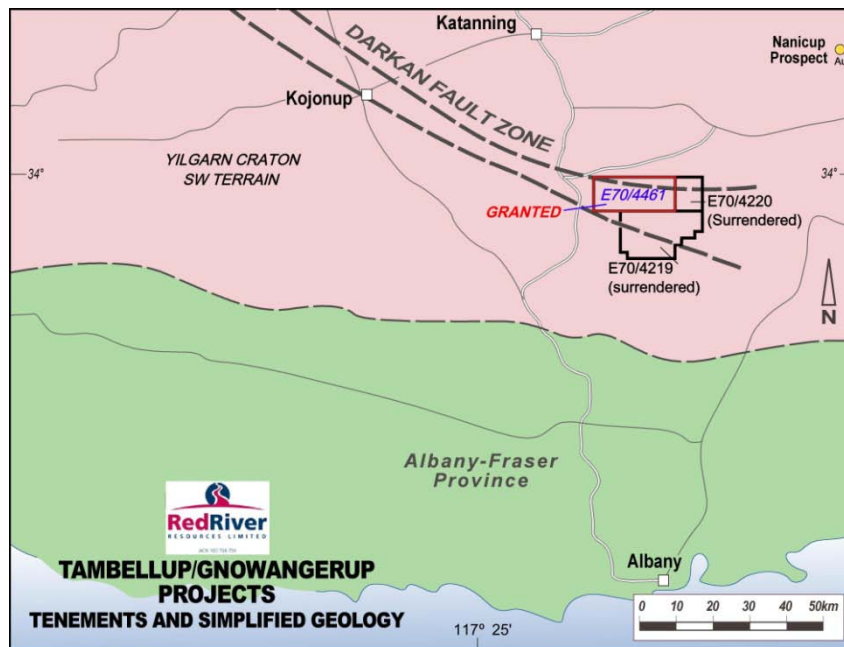 Katanning
Nanicup
Prospect
Au
DARKAN FAULT ZONE
Kojonup
YILGARN CRATON
SW TERRAIN
34°
34°
E70/4461
GRANTED
E70/4220
(Surrendered)
E70/4219
(surrendered)
N
Albany-Fraser
Province
RedRiver
RESOURCES LIMITED
TAMBELLUP/GNOWANGERUP
PROJECTS
TENEMENTS AND SIMPLIFIED GEOLOGY
Albany
0 10 20 30 40 50km
117° 25'